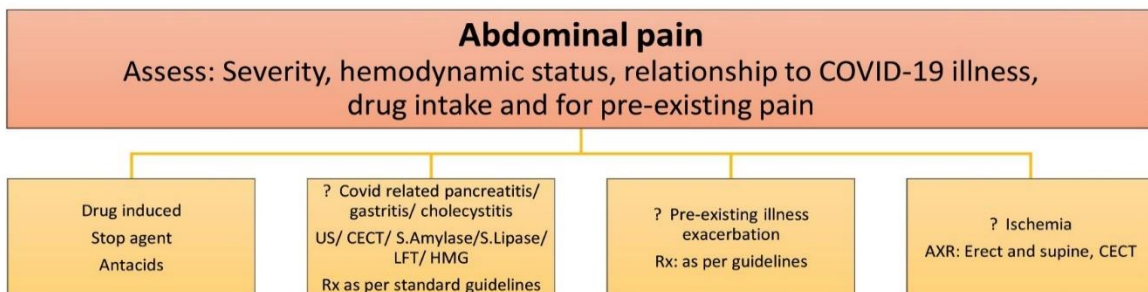 Abdominal pain
Assess: Severity, hemodynamic status, relationship to COVID-19 illness,
drug intake and for pre-existing pain
Drug induced
Stop agent
Antacids
? Covid related pancreatitis/
gastritis/ cholecystitis
US/ CECT/ S.Amylase/S.Lipase/
LFT/ HMG
Rx as per standard guidelines
? Pre-existing illness
exacerbation
Rx: as per guidelines
? Ischemia
AXR: Erect and supine, CECT